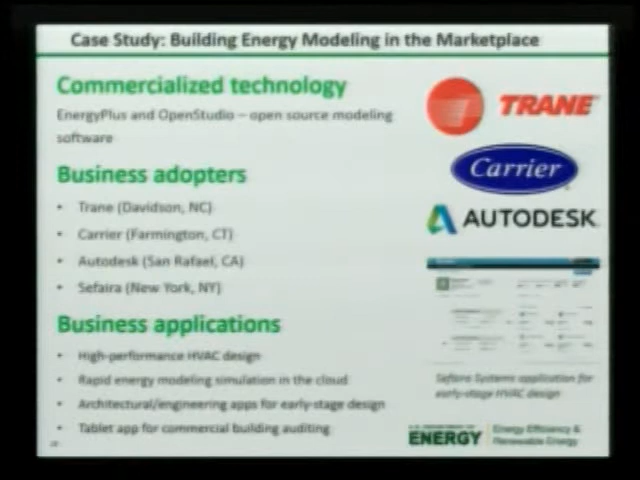 Case Study: Building Energy Modeling in the Marketplace
Commercialized technology
EnergyPlus and OpenStudio – open source modeling
software
Business adopters
• Trane (Davidson, NC)
• Carrier (Farmington, CT)
• Autodesk (San Rafael, CA)
• Sefaira (New York, NY)
Business applications
• High-performance HVAC design
• Rapid energy modeling simulation in the cloud
• Architectural/engineering apps for early-stage design
• Tablet app for commercial building auditing
TRANE
Carrier
AUTODESK
Sefaira Systems application for
early-stage HVAC design
U.S. DEPARTMENT OF
ENERGY
Energy Efficiency &
Renewable Energy